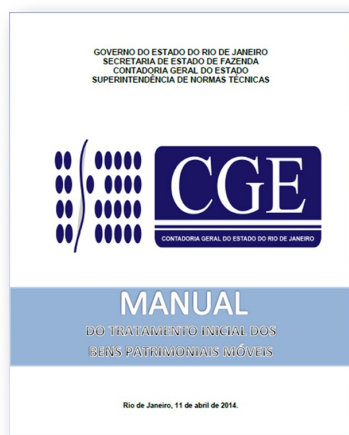 GOVERNO DO ESTADO DO RIO DE JANEIRO
SECRETARIA DE ESTADO DE FAZENDA
CONTADORIA GERAL DO ESTADO
SUPERINTENDÊNCIA DE NORMAS TÉCNICAS
CGE
CONTADORIA GERAL DO ESTADO DO RIO DE JANEIRO
MANUAL
DO TRATAMENTO INICIAL DOS
BENS PATRIMONIAIS MÓVEIS
Rio de Janeiro, 11 de abril de 2014.